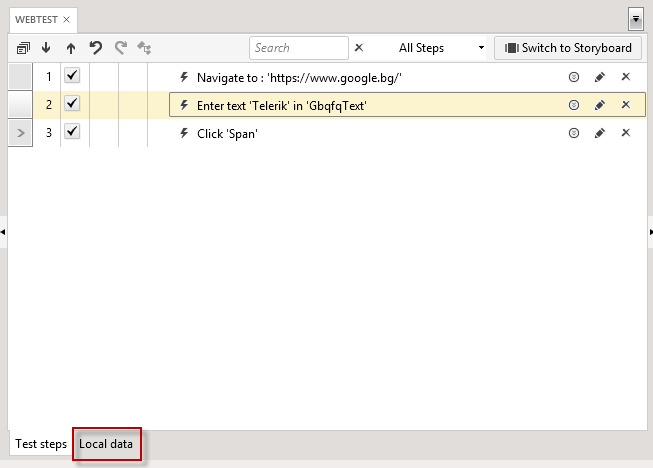 WEBTEST
Search All Steps Switch to Storyboard
1 Navigate to : 'https://www.google.bg/'
2 Enter text 'Telerik' in 'GbqfqText'
3 Click 'Span'
Test steps Local data